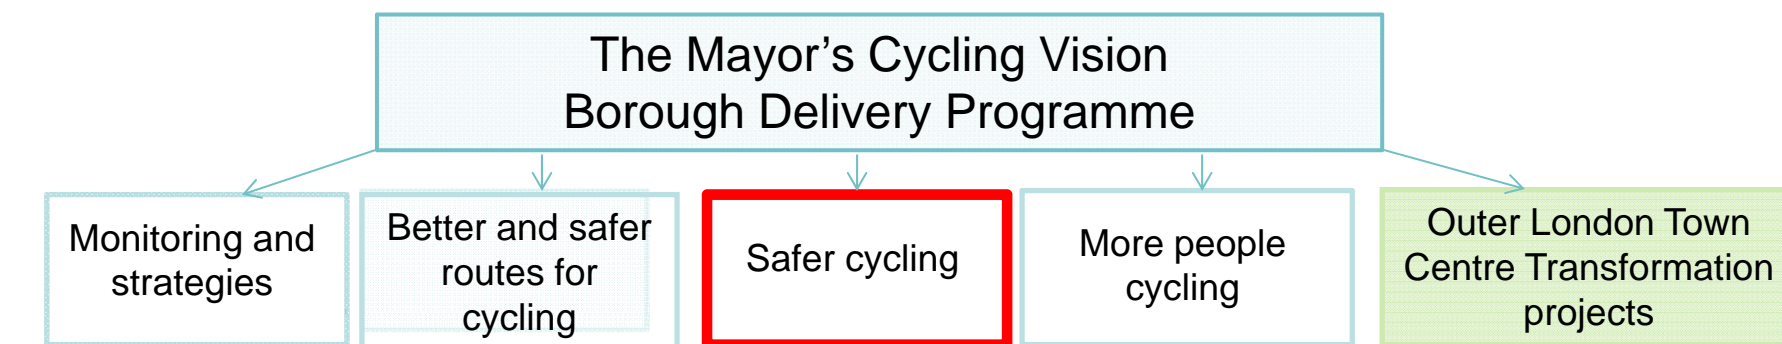 The Mayor’s Cycling Vision
Borough Delivery Programme
Monitoring and
strategies
Better and safer
routes for
cycling
Safer cycling
More people
cycling
Outer London Town
Centre Transformation
projects